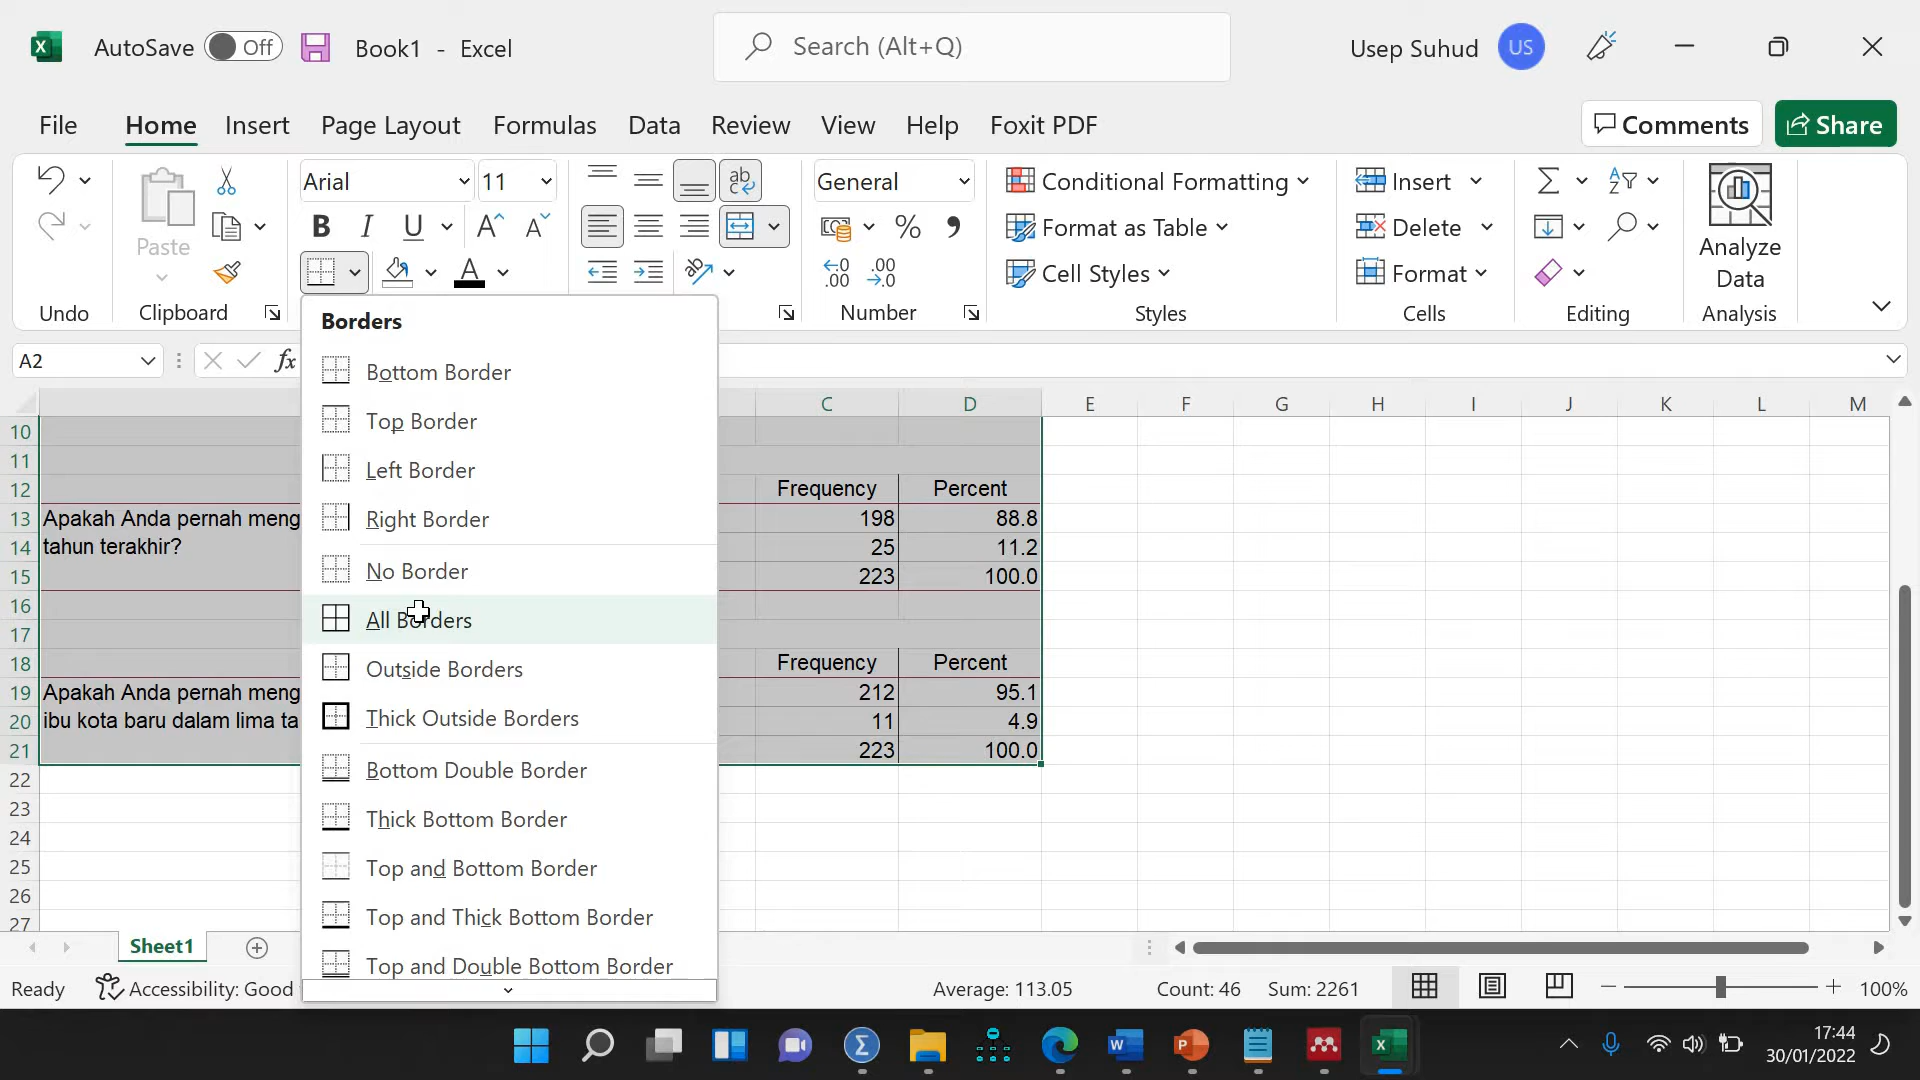 AutoSave Off Book1 - Excel Search (Alt+Q) Usep Suhud US
File Home Insert Page Layout Formulas Data Review View Help Foxit PDF Comments Share
Paste
Arial 11
B I U A A A
ab
General
% ,
Conditional Formatting
Format as Table
Cell Styles
Insert
Delete
Format
Analyze
Data
Undo Clipboard Number Styles Cells Editing Analysis
A2 fx
Borders
Bottom Border
Top Border
Left Border
Right Border
No Border
All Borders
Outside Borders
Thick Outside Borders
Bottom Double Border
Thick Bottom Border
Top and Bottom Border
Top and Thick Bottom Border
Top and Double Bottom Border
C D E F G H I J K L M
10
11
12 Frequency Percent
13 Apakah Anda pernah meng 198 88.8
14 tahun terakhir? 25 11.2
15 223 100.0
16
17
18 Frequency Percent
19 Apakah Anda pernah meng 212 95.1
20 ibu kota baru dalam lima ta 11 4.9
21 223 100.0
22
23
24
25
26
27
Sheet1
Ready Accessibility: Good Average: 113.05 Count: 46 Sum: 2261 100%
17:44
30/01/2022